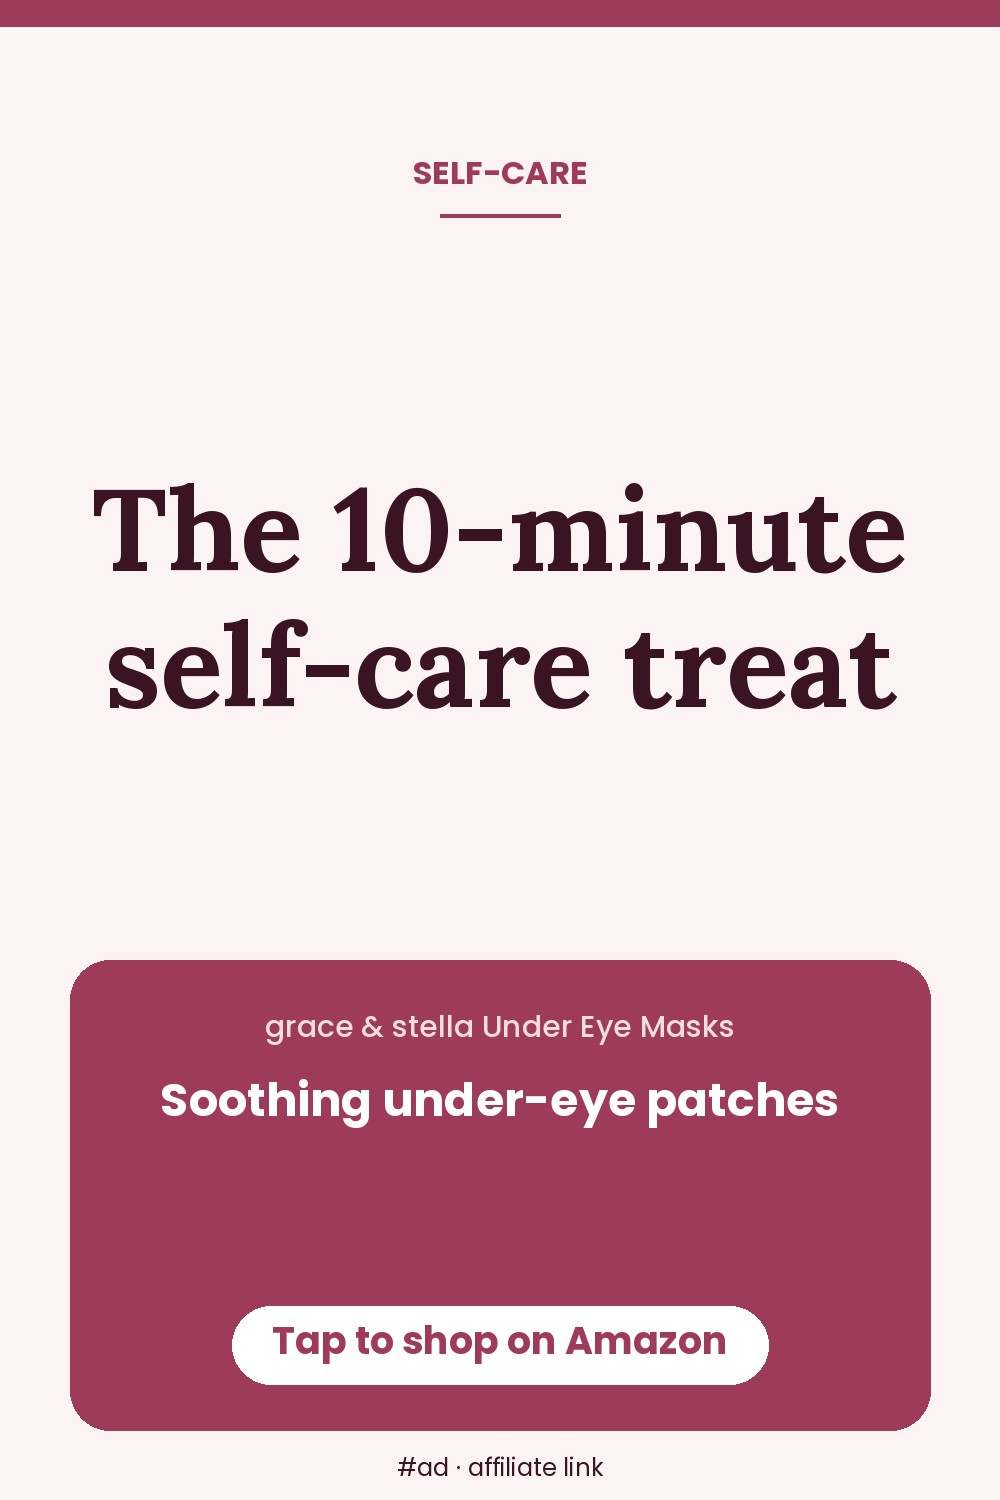 SELF-CARE
The 10-minute
self-care treat
grace & stella Under Eye Masks
Soothing under-eye patches
Tap to shop on Amazon
#ad · affiliate link